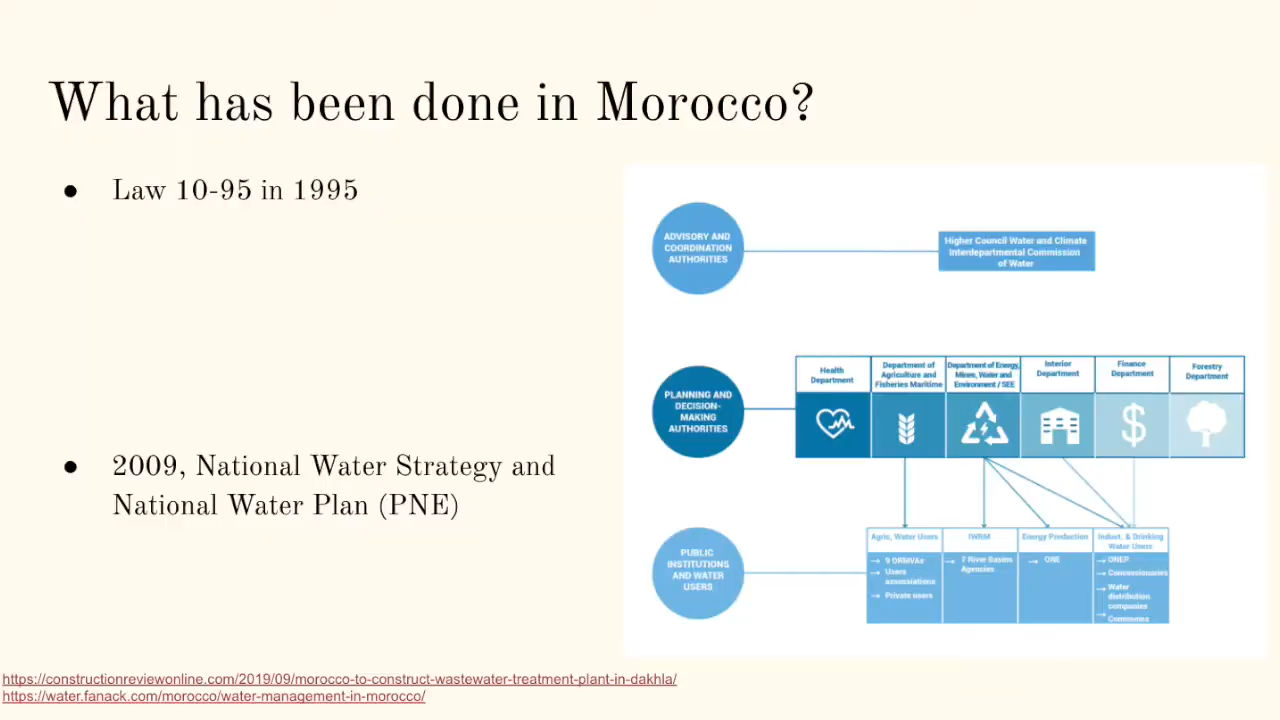 What has been done in Morocco?
● Law 10-95 in 1995
● 2009, National Water Strategy and
National Water Plan (PNE)
ADVISORY AND
COORDINATION
AUTHORITIES
Higher Council Water and Climate
Interdepartmental Commission
of Water
PLANNING AND
DECISION-
MAKING
AUTHORITIES
Health
Department
Department of
Agriculture and
Fisheries Maritime
Department of Energy,
Mines, Water and
Environment / SEE
Interior
Department
Finance
Department
Forestry
Department
PUBLIC
INSTITUTIONS
AND WATER
USERS
Agric, Water Users
→ 9 ORMVAs
→ Users
associations
→ Private users
IWRM
→ 7 River Basins
Agencies
Energy Production
→ ONE
Indust. & Drinking
Water Users
→ ONEP
→ Concessionaries
→ Water
distribution
companies
→ Communes
https://constructionreviewonline.com/2019/09/morocco-to-construct-wastewater-treatment-plant-in-dakhla/
https://water.fanack.com/morocco/water-management-in-morocco/